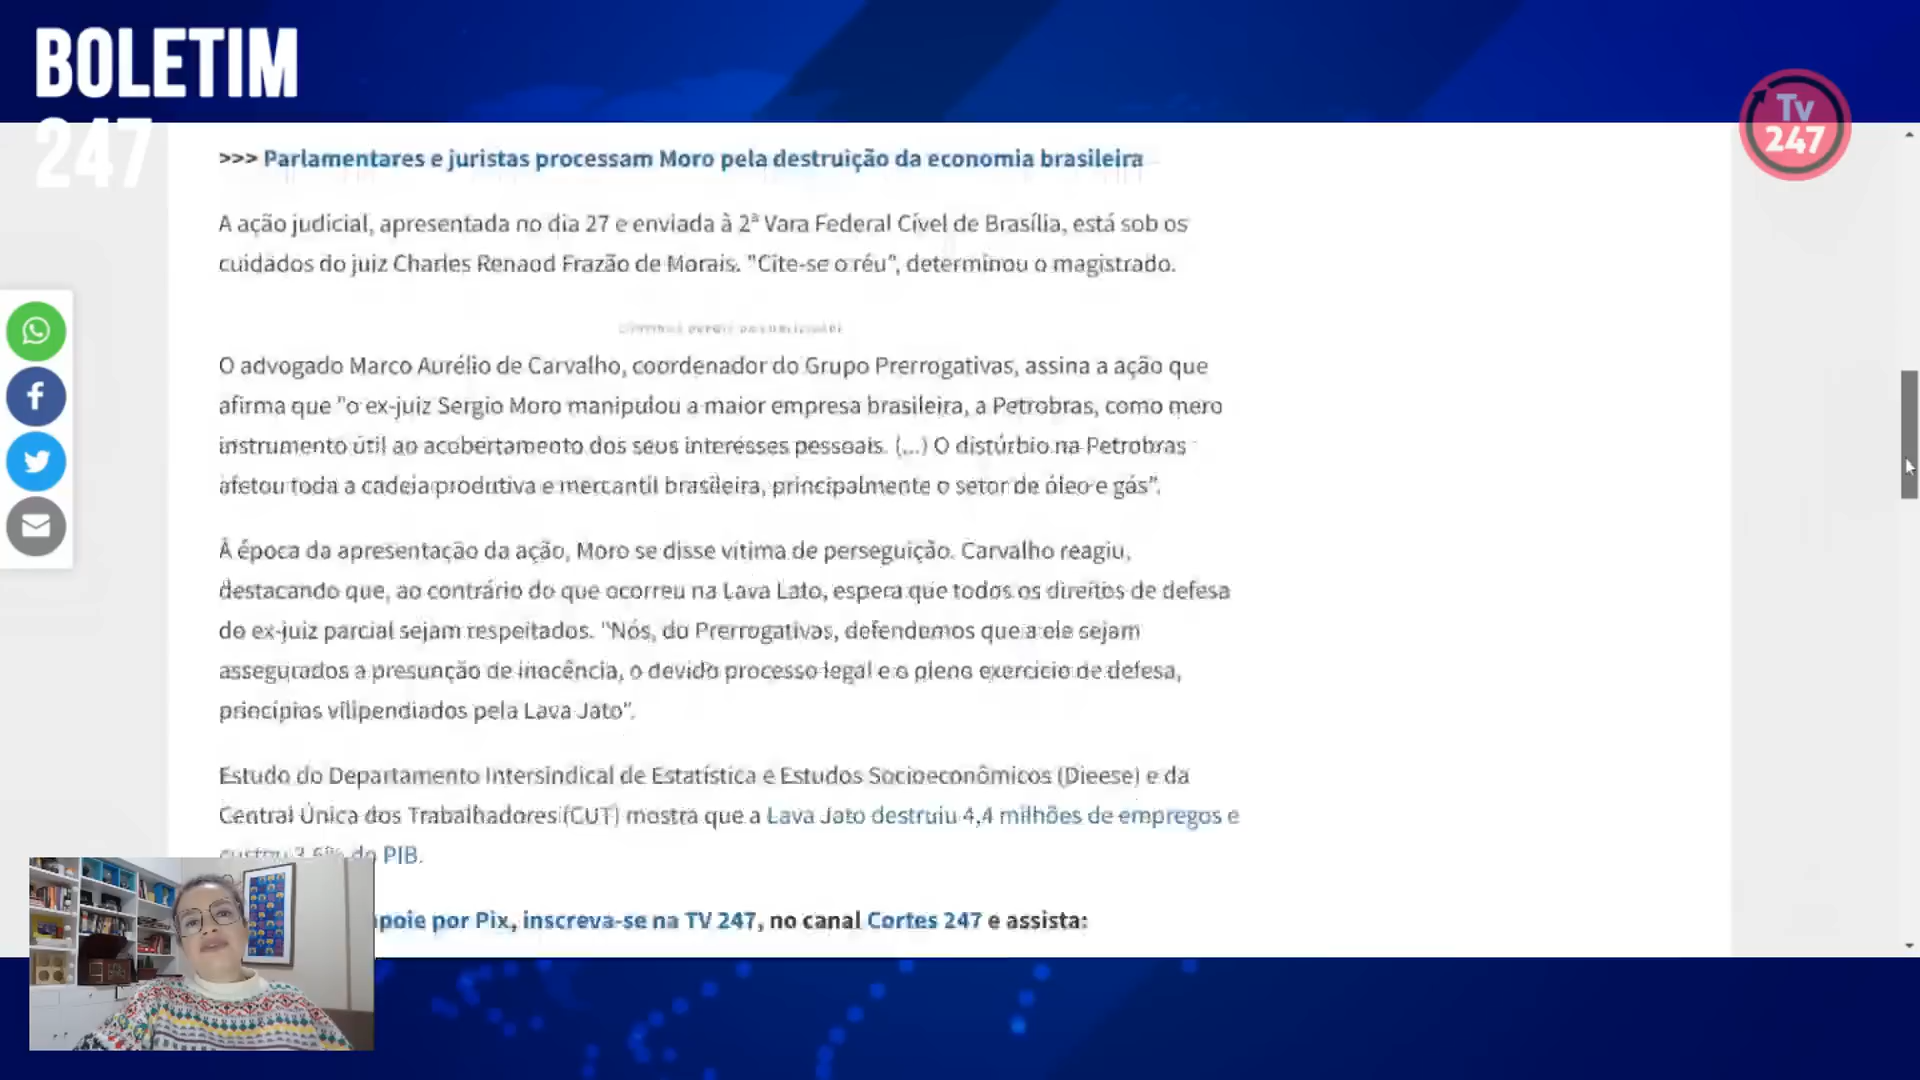 BOLETIM
247
Tv
247
>>> Parlamentares e juristas processam Moro pela destruição da economia brasileira
A ação judicial, apresentada no dia 27 e enviada à 2ª Vara Federal Cível de Brasília, está sob os
cuidados do juiz Charles Renaud Frazão de Morais. "Cite-se o réu", determinou o magistrado.
O advogado Marco Aurélio de Carvalho, coordenador do Grupo Prerrogativas, assina a ação que
afirma que "o ex-juiz Sergio Moro manipulou a maior empresa brasileira, a Petrobras, como mero
instrumento útil ao acobertamento dos seus interesses pessoais. (...) O distúrbio na Petrobras
afetou toda a cadeia produtiva e mercantil brasileira, principalmente o setor de óleo e gás".
À época da apresentação da ação, Moro se disse vítima de perseguição. Carvalho reagiu,
destacando que, ao contrário do que ocorreu na Lava Lato, espera que todos os direitos de defesa
do ex-juiz parcial sejam respeitados. "Nós, do Prerrogativas, defendemos que a ele sejam
assegurados a presunção de inocência, o devido processo legal e o pleno exercício de defesa,
princípios vilipendiados pela Lava Jato".
Estudo do Departamento Intersindical de Estatística e Estudos Socioeconômicos (Dieese) e da
Central Única dos Trabalhadores (CUT) mostra que a Lava Jato destruiu 4,4 milhões de empregos e
custou 3,6% do PIB.
poie por Pix, inscreva-se na TV 247, no canal Cortes 247 e assista: